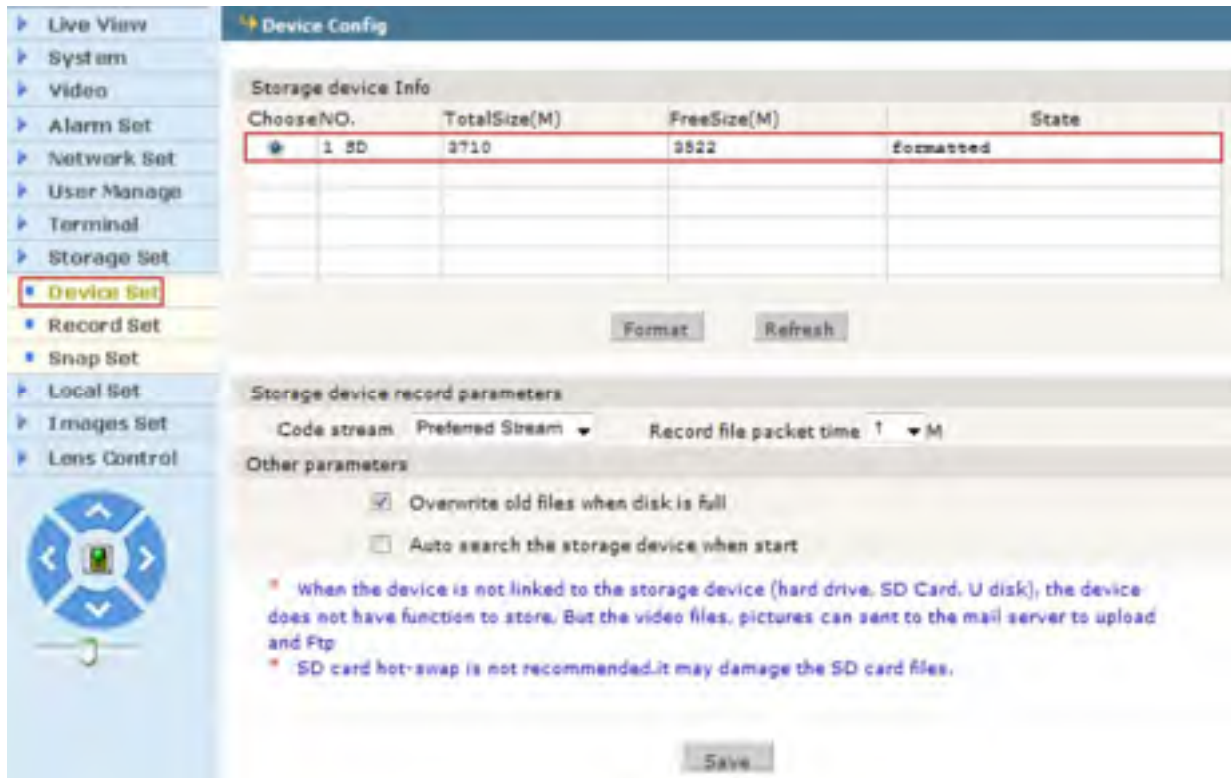 Live View
System
Video
Alarm Set
Network Set
User Manage
Terminal
Storage Set
Device Set
Record Set
Snap Set
Local Set
Images Set
Lens Control
Device Config
Storage device Info
Choose NO. TotalSize(M) FreeSize(M) State
1 SD 3710 3522 formatted
Format Refresh
Storage device record parameters
Code stream Preferred Stream Record file packet time 1 M
Other parameters
Overwrite old files when disk is full
Auto search the storage device when start
* When the device is not linked to the storage device (hard drive, SD Card, U disk), the device
does not have function to store. But the video files, pictures can sent to the mail server to upload
and Ftp
* SD card hot-swap is not recommended.it may damage the SD card files.
Save